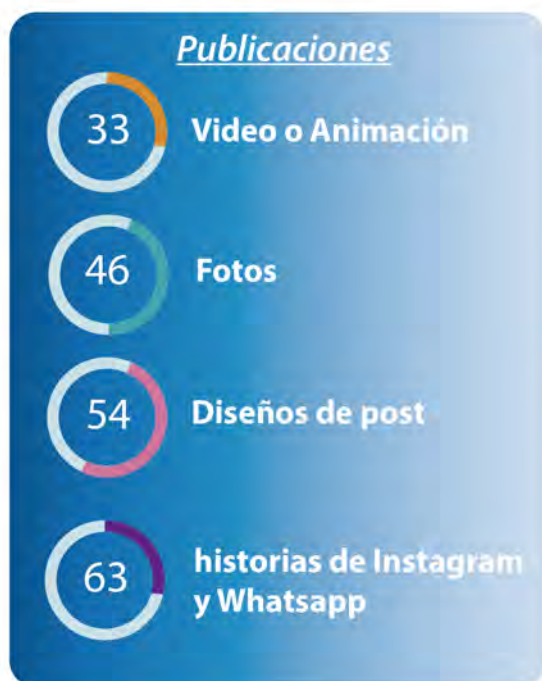 Publicaciones
33 Video o Animación
46 Fotos
54 Diseños de post
63 historias de Instagram
y Whatsapp